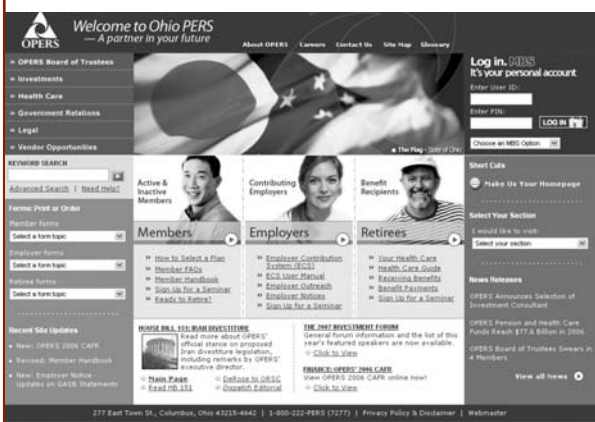 OPERS
Welcome to Ohio PERS
— A partner in your future
About OPERS
Careers
Contact Us
Site Map
Glossary
» OPERS Board of Trustees
» Investments
» Health Care
» Government Relations
» Legal
» Vendor Opportunities
KEYWORD SEARCH
Advanced Search | Need Help?
Forms: Print or Order
Member forms
Select a form topic
Employer forms
Select a form topic
Retiree forms
Select a form topic
Recent Site Updates
New: OPERS 2006 CAFR
Revised: Member Handbook
New: Employer Notice -
Updates on GASB Statements
The Flag - State of Ohio
Active &
Inactive
Members
Members
» How to Select a Plan
» Member FAQs
» Member Handbook
» Sign Up for a Seminar
» Ready to Retire?
Contributing
Employers
Employers
» Employer Contribution
System (ECS)
» ECS User Manual
» Employer Outreach
» Employer Notices
» Sign Up for a Seminar
Benefit
Recipients
Retirees
» Your Health Care
» Health Care Guide
» Receiving Benefits
» Benefit Payments
» Sign Up for a Seminar
HOUSE BILL 151: IRAN DIVESTITURE
Read more about OPERS'
official stance on proposed
Iran divestiture legislation,
including remarks by OPERS'
executive director.
Main Page
Read HB 151
DeRose to ORSC
Dispatch Editorial
THE 2007 INVESTMENT FORUM
General forum information and the list of this
year's featured speakers are now available.
Click to View
FINANCE: OPERS' 2006 CAFR
View OPERS 2006 CAFR online now!
Click to View
Log in. MBS
It's your personal account
Enter User ID:
Enter PIN:
LOG IN
Choose an MBS Option
Short Cuts
Make Us Your Homepage
Select Your Section
I would like to visit:
Select your section
News Releases
OPERS Announces Selection of
Investment Consultant
OPERS Pension and Health Care
Funds Reach $77.8 Billion in 2006.
OPERS Board of Trustees Swears in
4 Members
View all News
277 East Town St., Columbus, Ohio 43215-4642 | 1-800-222-PERS (7277) | Privacy Policy & Disclaimer | Webmaster